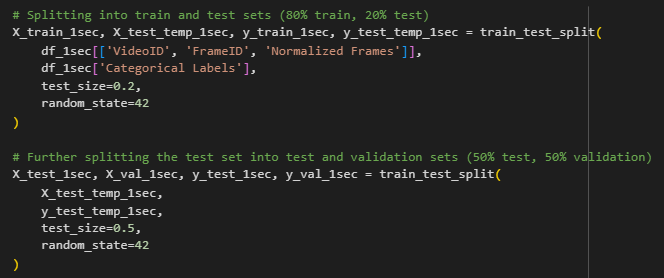 # Splitting into train and test sets (80% train, 20% test)
X_train_1sec, X_test_temp_1sec, y_train_1sec, y_test_temp_1sec = train_test_split(
    df_1sec[['VideoID', 'FrameID', 'Normalized Frames']],
    df_1sec['Categorical Labels'],
    test_size=0.2,
    random_state=42
)
# Further splitting the test set into test and validation sets (50% test, 50% validation)
X_test_1sec, X_val_1sec, y_test_1sec, y_val_1sec = train_test_split(
    X_test_temp_1sec,
    y_test_temp_1sec,
    test_size=0.5,
    random_state=42
)